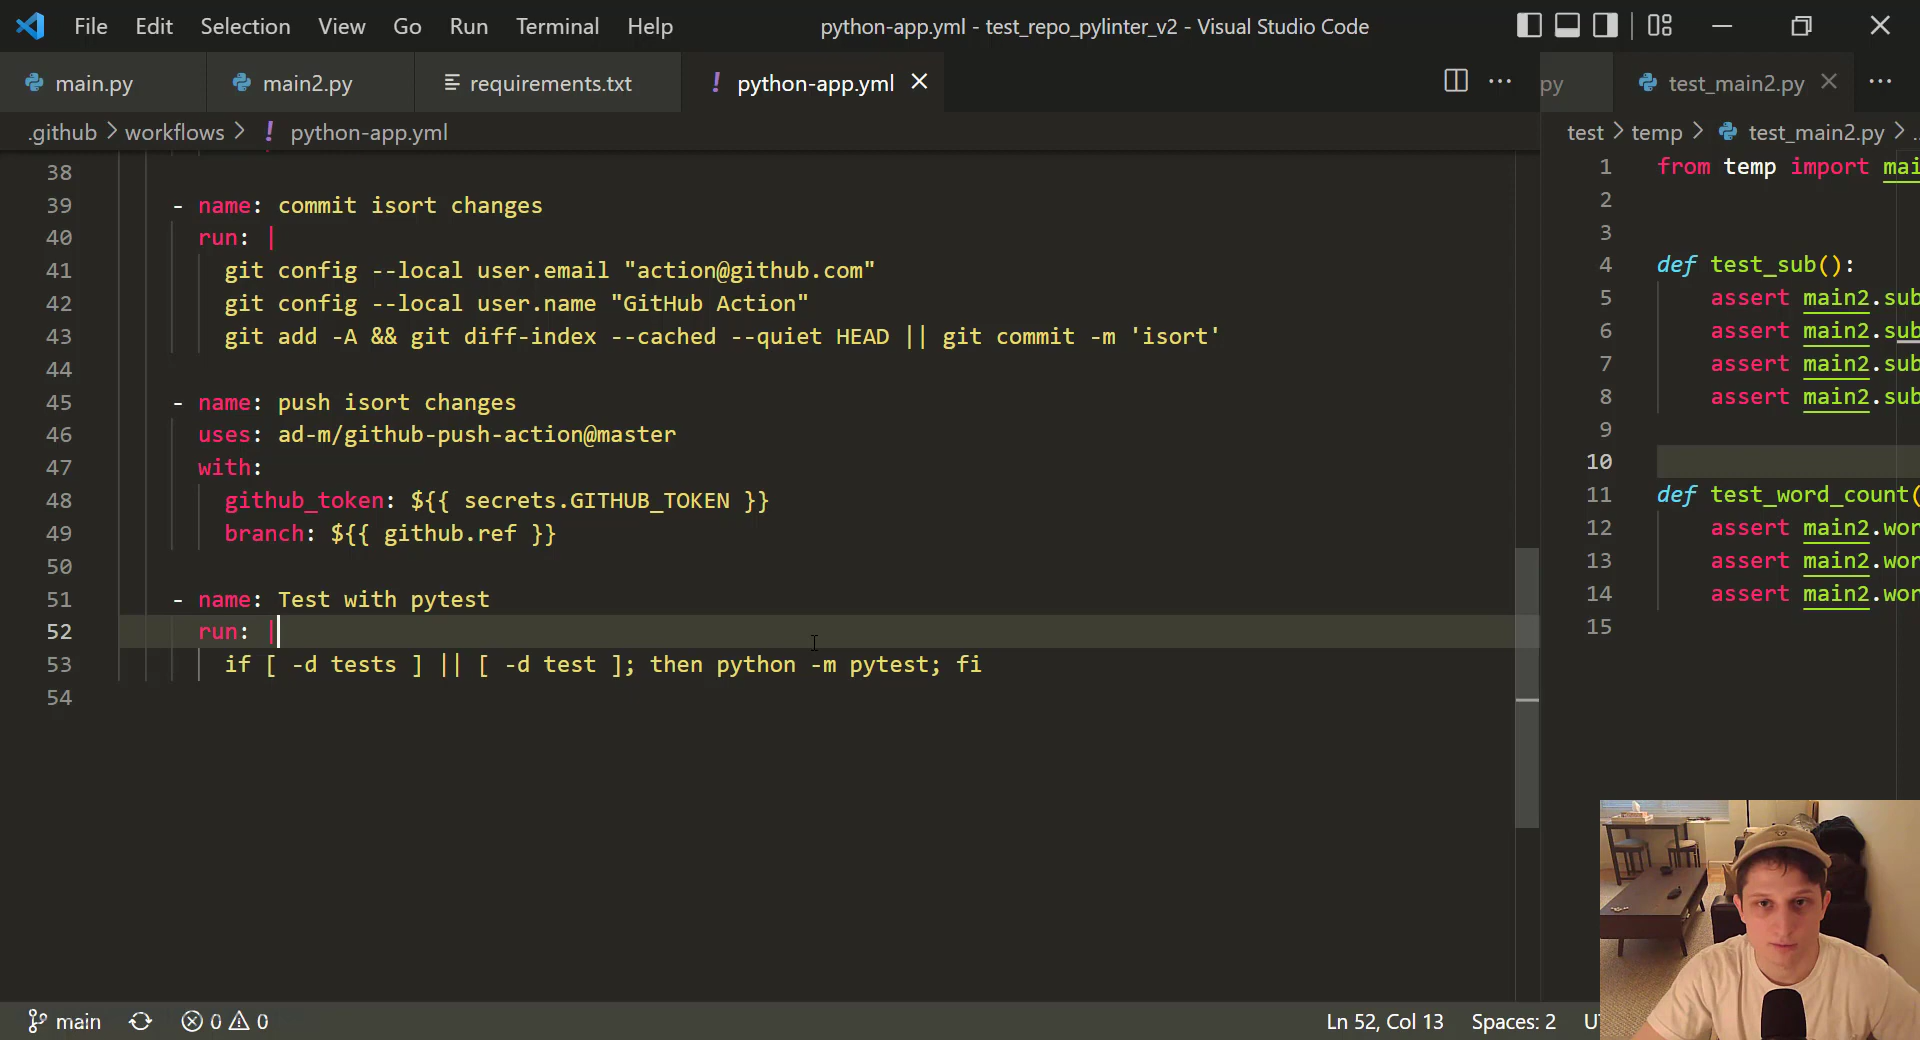 File Edit Selection View Go Run Terminal Help python-app.yml - test_repo_pylinter_v2 - Visual Studio Code
main.py main2.py requirements.txt ! python-app.yml
.github > workflows > ! python-app.yml
38
39 - name: commit isort changes
40 run: |
41 git config --local user.email "action@github.com"
42 git config --local user.name "GitHub Action"
43 git add -A && git diff-index --cached --quiet HEAD || git commit -m 'isort'
44
45 - name: push isort changes
46 uses: ad-m/github-push-action@master
47 with:
48 github_token: ${{ secrets.GITHUB_TOKEN }}
49 branch: ${{ github.ref }}
50
51 - name: Test with pytest
52 run: |
53 if [ -d tests ] || [ -d test ]; then python -m pytest; fi
54
py test_main2.py
test > temp > test_main2.py > ..
1 from temp import mai
2
3
4 def test_sub():
5 assert main2.sub
6 assert main2.sub
7 assert main2.sub
8 assert main2.sub
9
10
11 def test_word_count(
12 assert main2.wor
13 assert main2.wor
14 assert main2.wor
15
main 0 0 Ln 52, Col 13 Spaces: 2 U